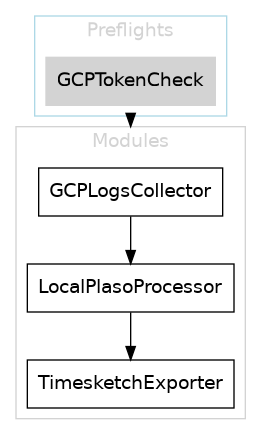 Preflights
GCPTokenCheck
Modules
GCPLogsCollector
LocalPlasoProcessor
TimesketchExporter